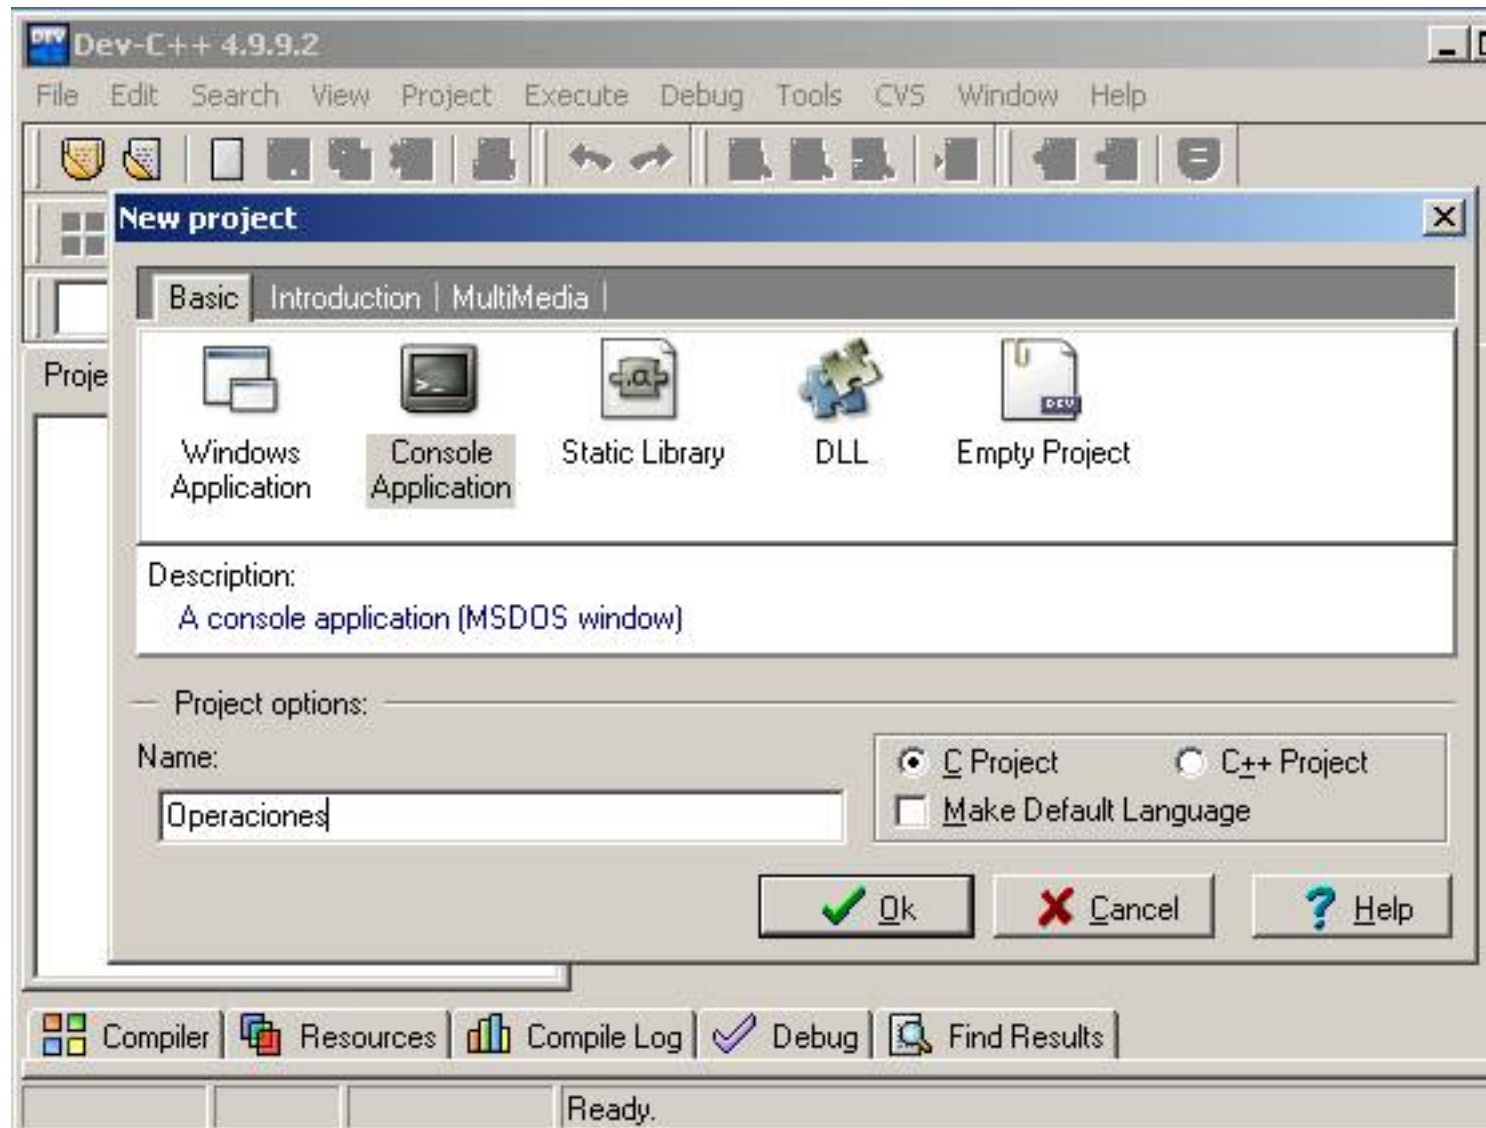 DEV Dev-C++ 4.9.9.2
File Edit Search View Project Execute Debug Tools CVS Window Help
New project
Basic Introduction MultiMedia
Windows Application
Console Application
Static Library
DLL
DEV
Empty Project
Description:
A console application (MSDOS window)
Project options:
Name:
Operaciones
C Project C++ Project
Make Default Language
Ok Cancel Help
Compiler Resources Compile Log Debug Find Results
Ready.